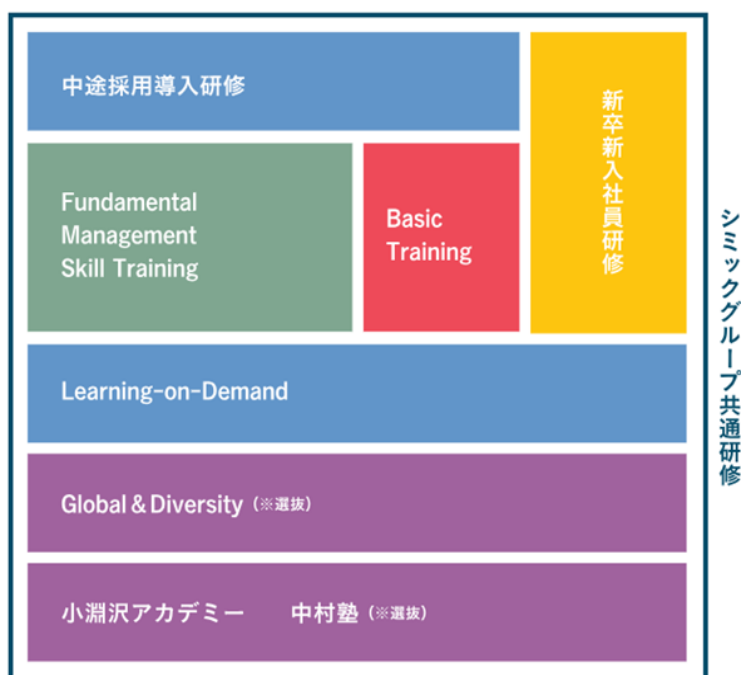 中途採用導入研修
新卒新入社員研修
Fundamental
Management
Skill Training
Basic
Training
Learning-on-Demand
Global & Diversity (※選抜)
小淵沢アカデミー 中村塾 (※選抜)
シミックグループ共通研修